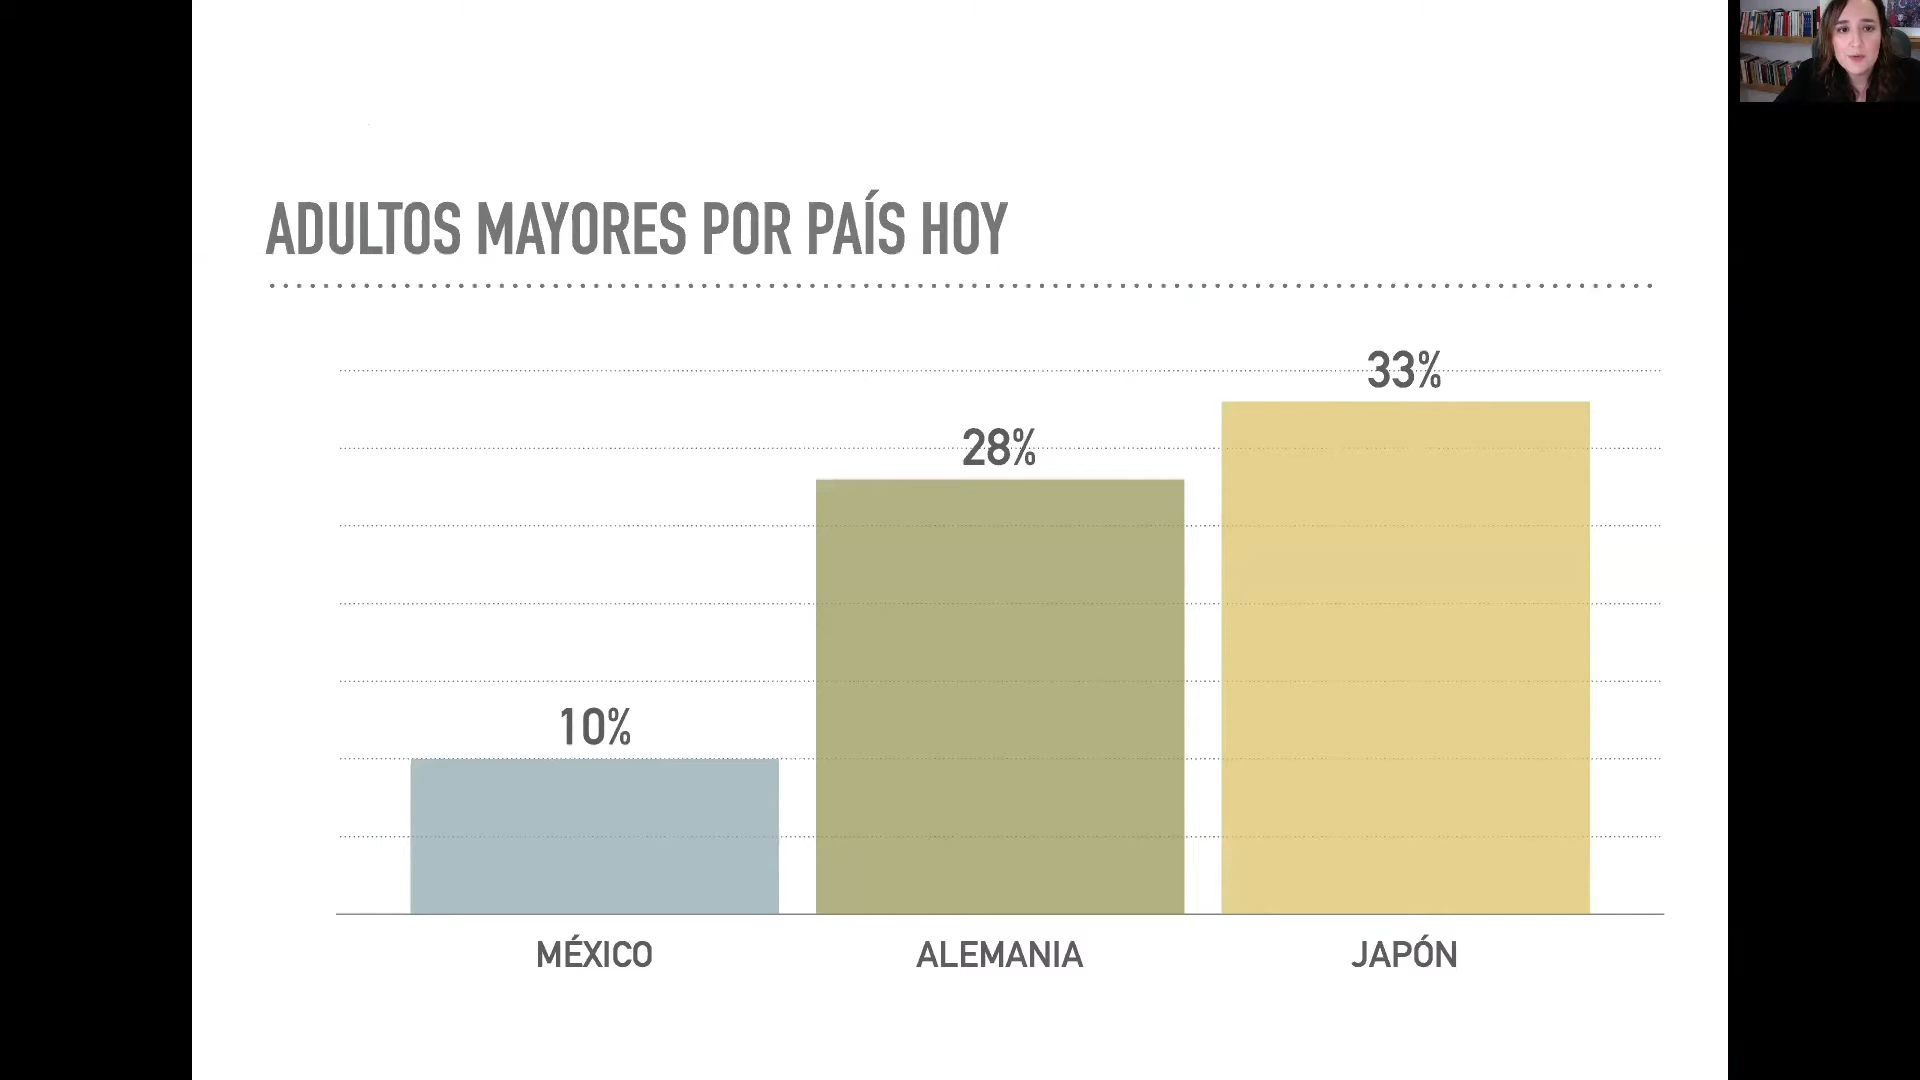 ADULTOS MAYORES POR PAÍS HOY
33%
28%
10%
MÉXICO
ALEMANIA
JAPÓN